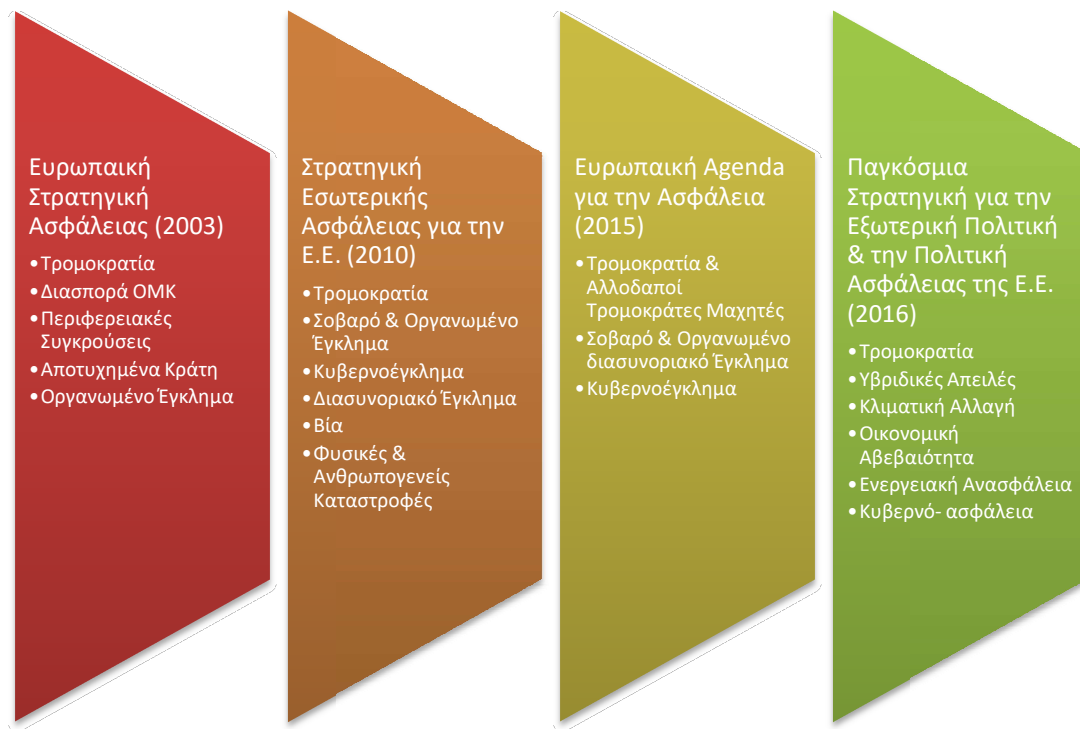 Ευρωπαική
Στρατηγική
Ασφάλειας (2003)
•Τρομοκρατία
•Διασπορά ΟΜΚ
•Περιφερειακές
Συγκρούσεις
•Αποτυχημένα Κράτη
•Οργανωμένο Έγκλημα
Στρατηγική
Εσωτερικής
Ασφάλειας για την
Ε.Ε. (2010)
•Τρομοκρατία
•Σοβαρό & Οργανωμένο
Έγκλημα
•Κυβερνοέγκλημα
•Διασυνοριακό Έγκλημα
•Βία
•Φυσικές &
Ανθρωπογενείς
Καταστροφές
Ευρωπαική Agenda
για την Ασφάλεια
(2015)
•Τρομοκρατία &
Αλλοδαποί
Τρομοκράτες Μαχητές
•Σοβαρό & Οργανωμένο
διασυνοριακό Έγκλημα
•Κυβερνοέγκλημα
Παγκόσμια
Στρατηγική για την
Εξωτερική Πολιτική
& την Πολιτική
Ασφάλειας της Ε.Ε.
(2016)
•Τρομοκρατία
•Υβριδικές Απειλές
•Κλιματική Αλλαγή
•Οικονομική
Αβεβαιότητα
•Ενεργειακή Ανασφάλεια
•Κυβερνό- ασφάλεια